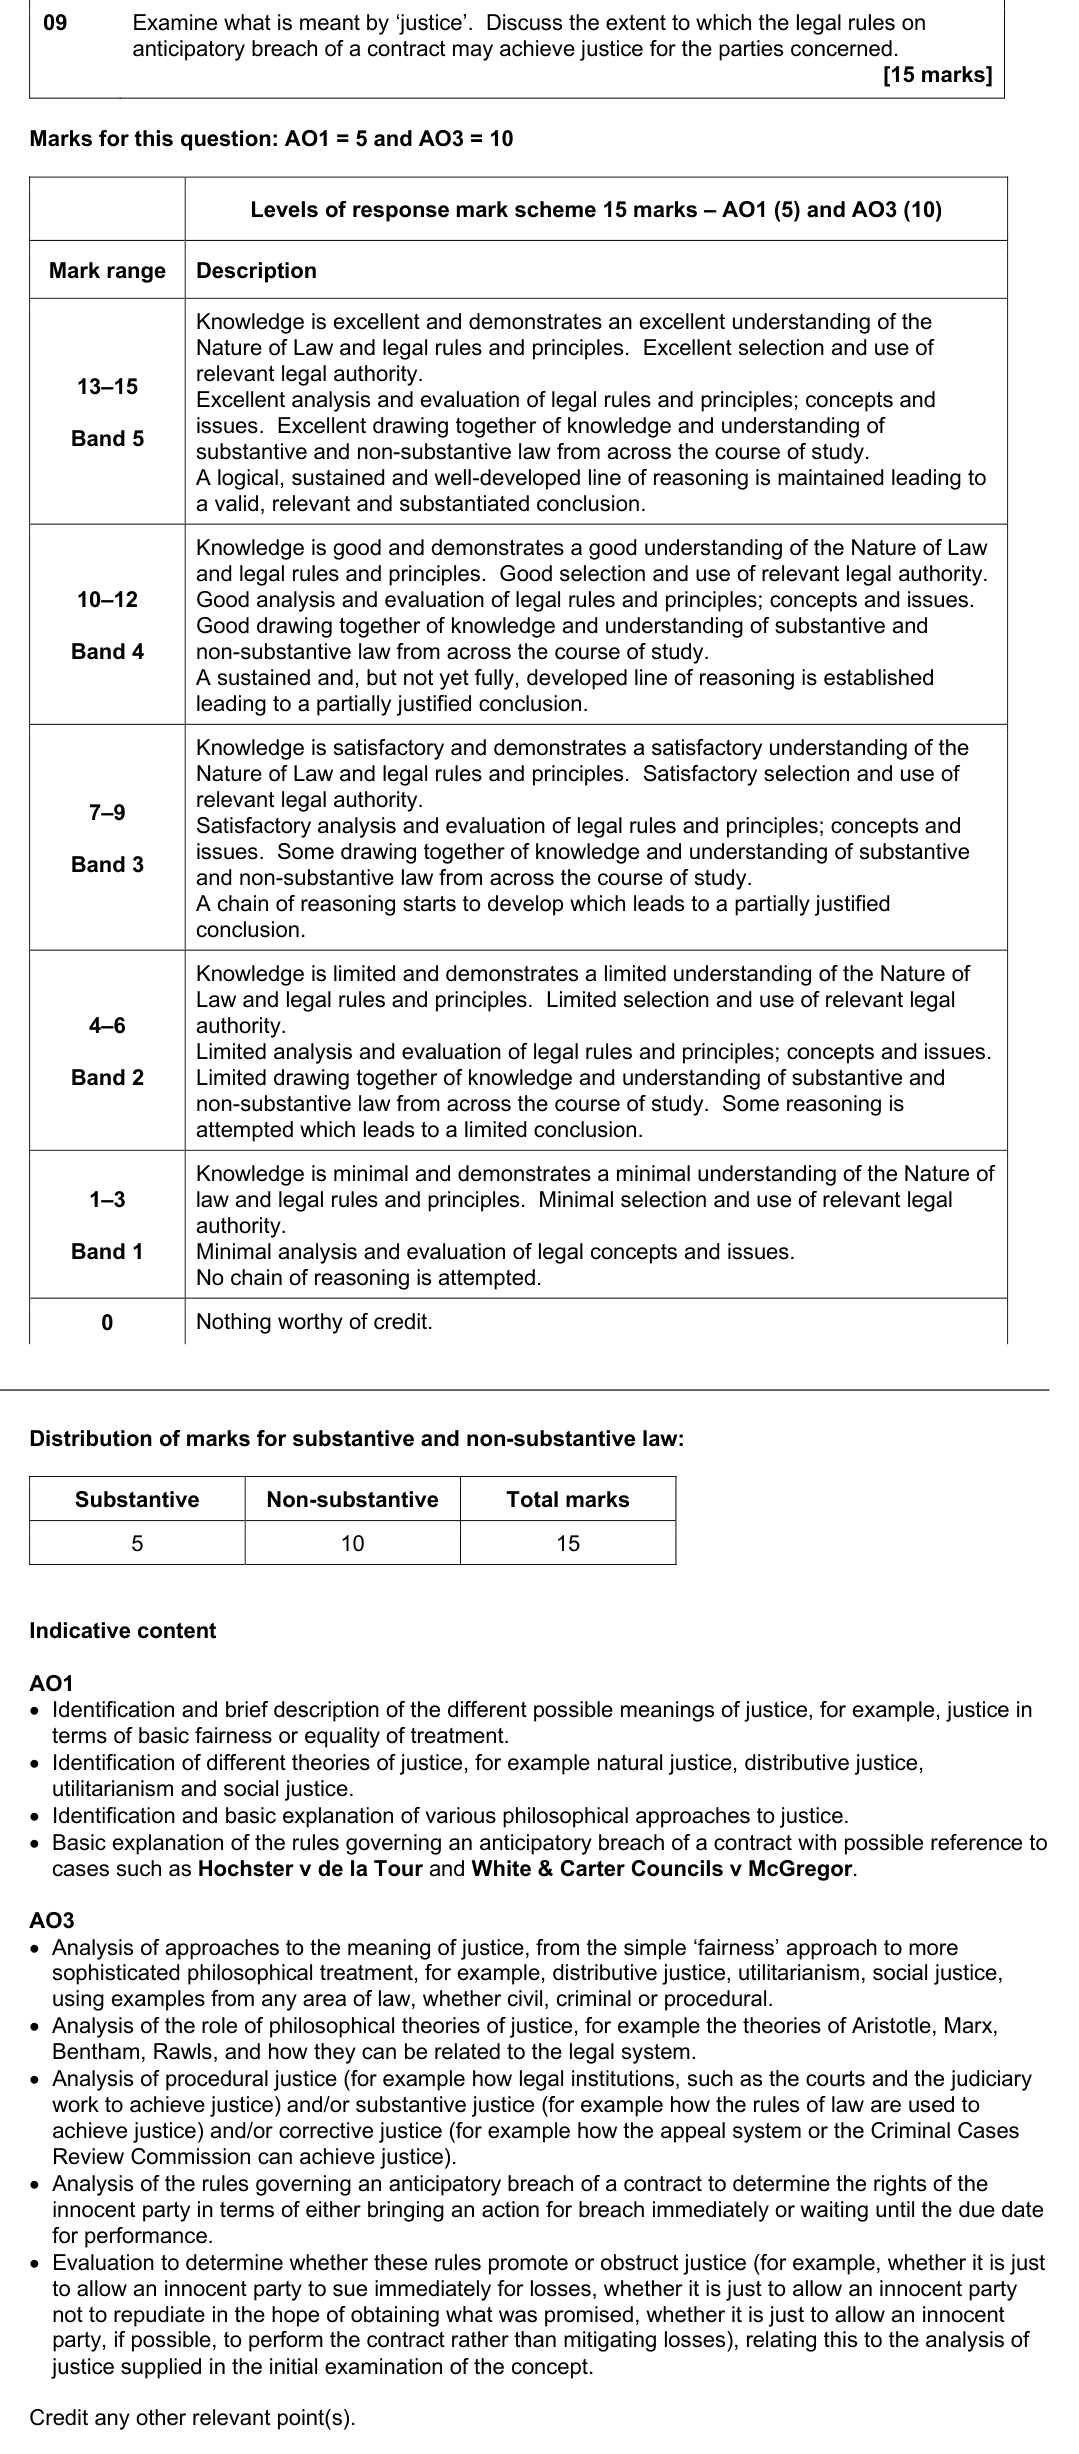 09 Examine what is meant by ‘justice’. Discuss the extent to which the legal rules on
anticipatory breach of a contract may achieve justice for the parties concerned.
[15 marks]
Marks for this question: AO1 = 5 and AO3 = 10
Levels of response mark scheme 15 marks – AO1 (5) and AO3 (10)
Mark range Description
13–15
Band 5
Knowledge is excellent and demonstrates an excellent understanding of the
Nature of Law and legal rules and principles. Excellent selection and use of
relevant legal authority.
Excellent analysis and evaluation of legal rules and principles; concepts and
issues. Excellent drawing together of knowledge and understanding of
substantive and non-substantive law from across the course of study.
A logical, sustained and well-developed line of reasoning is maintained leading to
a valid, relevant and substantiated conclusion.
10–12
Band 4
Knowledge is good and demonstrates a good understanding of the Nature of Law
and legal rules and principles. Good selection and use of relevant legal authority.
Good analysis and evaluation of legal rules and principles; concepts and issues.
Good drawing together of knowledge and understanding of substantive and
non-substantive law from across the course of study.
A sustained and, but not yet fully, developed line of reasoning is established
leading to a partially justified conclusion.
7–9
Band 3
Knowledge is satisfactory and demonstrates a satisfactory understanding of the
Nature of Law and legal rules and principles. Satisfactory selection and use of
relevant legal authority.
Satisfactory analysis and evaluation of legal rules and principles; concepts and
issues. Some drawing together of knowledge and understanding of substantive
and non-substantive law from across the course of study.
A chain of reasoning starts to develop which leads to a partially justified
conclusion.
4–6
Band 2
Knowledge is limited and demonstrates a limited understanding of the Nature of
Law and legal rules and principles. Limited selection and use of relevant legal
authority.
Limited analysis and evaluation of legal rules and principles; concepts and issues.
Limited drawing together of knowledge and understanding of substantive and
non-substantive law from across the course of study. Some reasoning is
attempted which leads to a limited conclusion.
1–3
Band 1
Knowledge is minimal and demonstrates a minimal understanding of the Nature of
law and legal rules and principles. Minimal selection and use of relevant legal
authority.
Minimal analysis and evaluation of legal concepts and issues.
No chain of reasoning is attempted.
0 Nothing worthy of credit.
Distribution of marks for substantive and non-substantive law:
Substantive Non-substantive Total marks
5 10 15
Indicative content
AO1
• Identification and brief description of the different possible meanings of justice, for example, justice in
terms of basic fairness or equality of treatment.
• Identification of different theories of justice, for example natural justice, distributive justice,
utilitarianism and social justice.
• Identification and basic explanation of various philosophical approaches to justice.
• Basic explanation of the rules governing an anticipatory breach of a contract with possible reference to
cases such as Hochster v de la Tour and White & Carter Councils v McGregor.
AO3
• Analysis of approaches to the meaning of justice, from the simple ‘fairness’ approach to more
sophisticated philosophical treatment, for example, distributive justice, utilitarianism, social justice,
using examples from any area of law, whether civil, criminal or procedural.
• Analysis of the role of philosophical theories of justice, for example the theories of Aristotle, Marx,
Bentham, Rawls, and how they can be related to the legal system.
• Analysis of procedural justice (for example how legal institutions, such as the courts and the judiciary
work to achieve justice) and/or substantive justice (for example how the rules of law are used to
achieve justice) and/or corrective justice (for example how the appeal system or the Criminal Cases
Review Commission can achieve justice).
• Analysis of the rules governing an anticipatory breach of a contract to determine the rights of the
innocent party in terms of either bringing an action for breach immediately or waiting until the due date
for performance.
• Evaluation to determine whether these rules promote or obstruct justice (for example, whether it is just
to allow an innocent party to sue immediately for losses, whether it is just to allow an innocent party
not to repudiate in the hope of obtaining what was promised, whether it is just to allow an innocent
party, if possible, to perform the contract rather than mitigating losses), relating this to the analysis of
justice supplied in the initial examination of the concept.
Credit any other relevant point(s).